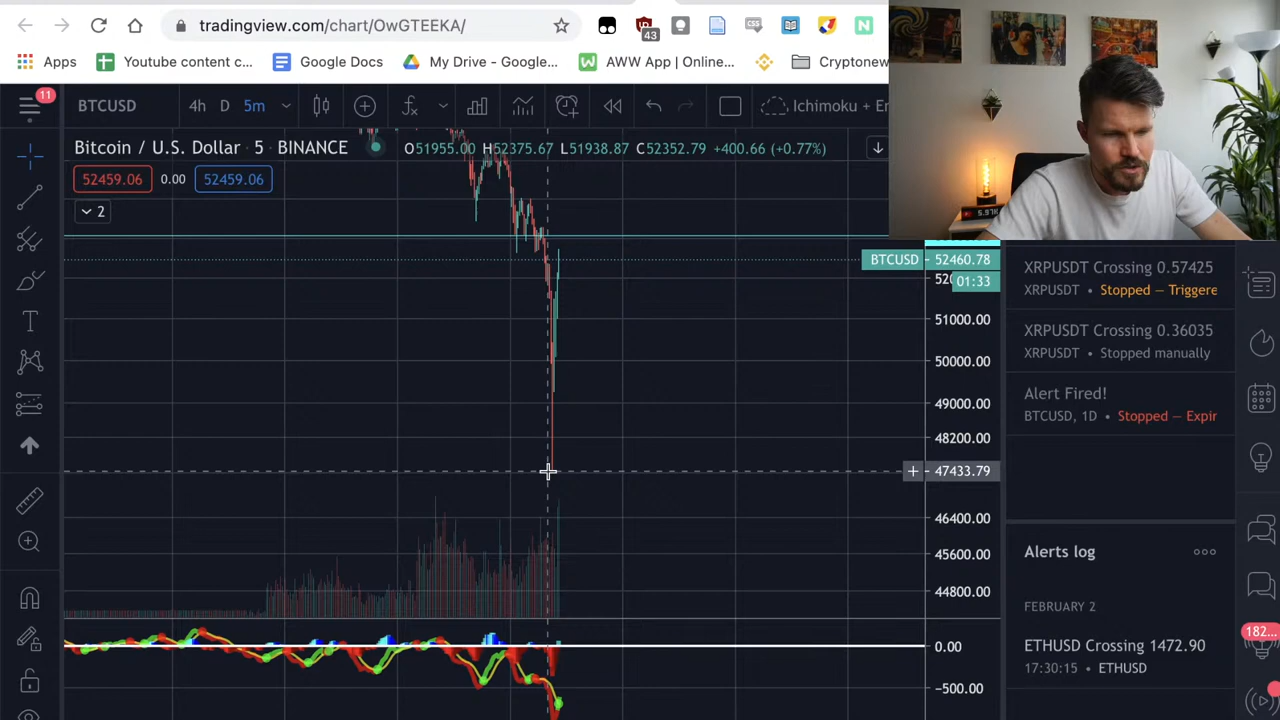 tradingview.com/chart/OwGTEEKA/
43
CSS
N
Apps
Youtube content c...
Google Docs
My Drive – Google...
AWW App | Online...
Cryptonew
11
BTCUSD
4h
D
5m
Ichimoku + E
Bitcoin / U.S. Dollar · 5 · BINANCE
O51955.00 H52375.67 L51938.87 C52352.79 +400.66 (+0.77%)
52459.06
0.00
52459.06
2
BTCUSD
52460.78
01:33
51000.00
50000.00
49000.00
48200.00
47433.79
46400.00
45600.00
44800.00
0.00
−500.00
XRPUSDT Crossing 0.57425
XRPUSDT • Stopped — Triggere
XRPUSDT Crossing 0.36035
XRPUSDT • Stopped manually
Alert Fired!
BTCUSD, 1D • Stopped — Expir
Alerts log
FEBRUARY 2
ETHUSD Crossing 1472.90
17:30:15 • ETHUSD
182...